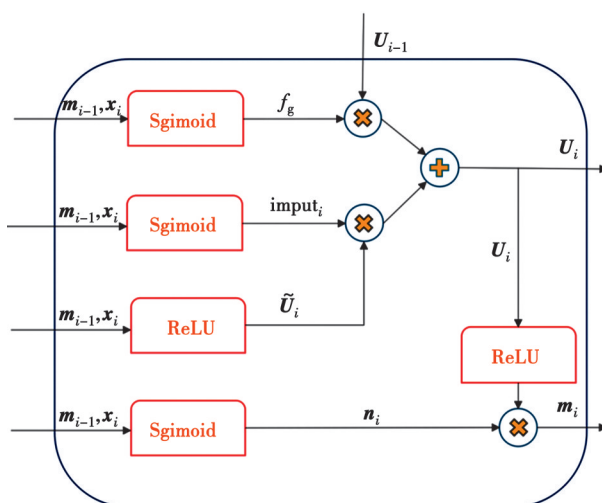 U_{i-1}
m_{i-1}, x_i Sgimoid f_g
U_i
m_{i-1}, x_i Sgimoid imput_i
U_i
m_{i-1}, x_i ReLU Ũ_i
ReLU
m_{i-1}, x_i Sgimoid n_i m_i